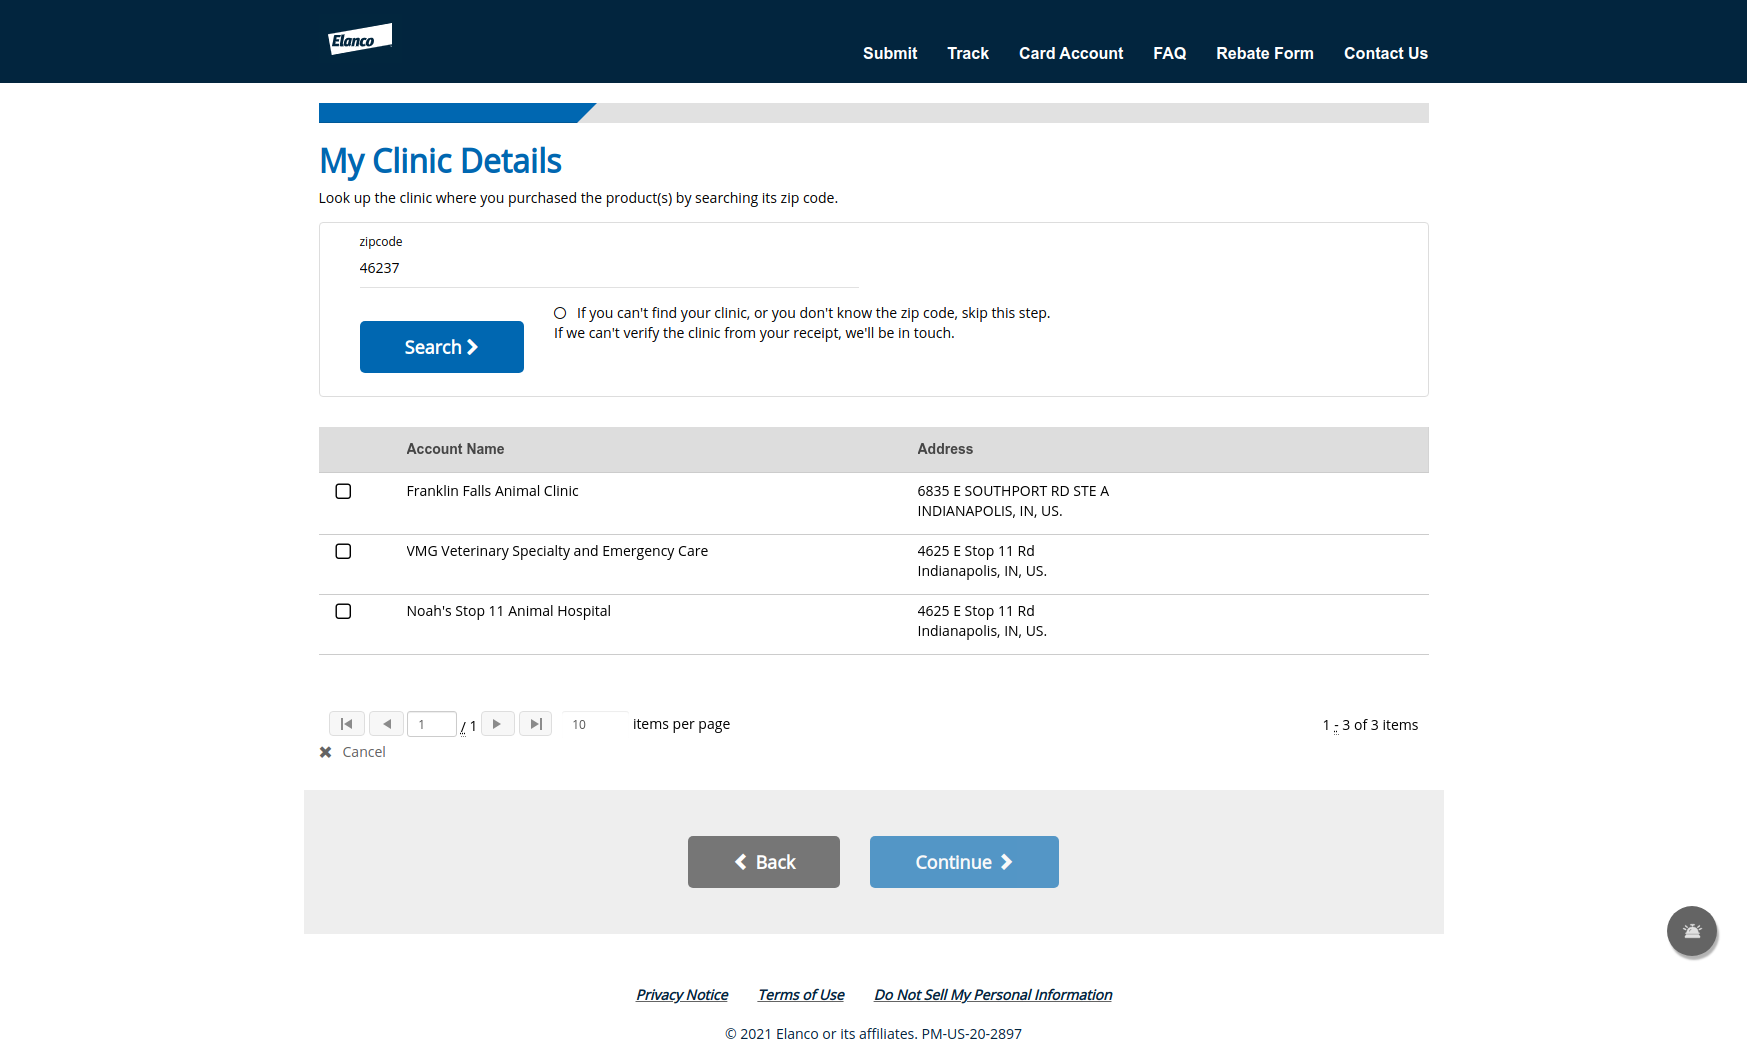 Elanco
Submit Track Card Account FAQ Rebate Form Contact Us
My Clinic Details
Look up the clinic where you purchased the product(s) by searching its zip code.
zipcode
46237
If you can't find your clinic, or you don't know the zip code, skip this step.
If we can't verify the clinic from your receipt, we'll be in touch.
Search
Account Name Address
Franklin Falls Animal Clinic 6835 E SOUTHPORT RD STE A
INDIANAPOLIS, IN, US.
VMG Veterinary Specialty and Emergency Care 4625 E Stop 11 Rd
Indianapolis, IN, US.
Noah's Stop 11 Animal Hospital 4625 E Stop 11 Rd
Indianapolis, IN, US.
1 / 1 10 items per page 1 - 3 of 3 items
Cancel
Back Continue
Privacy Notice Terms of Use Do Not Sell My Personal Information
© 2021 Elanco or its affiliates. PM-US-20-2897